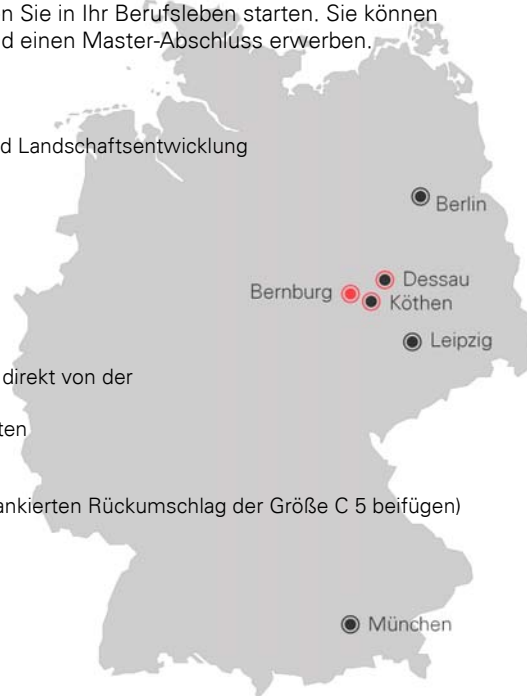 n Sie in Ihr Berufsleben starten. Sie können
d einen Master-Abschluss erwerben.
d Landschaftsentwicklung
Berlin
Dessau
Bernburg
Köthen
Leipzig
direkt von der
ten
ankierten Rückumschlag der Größe C 5 beifügen)
München